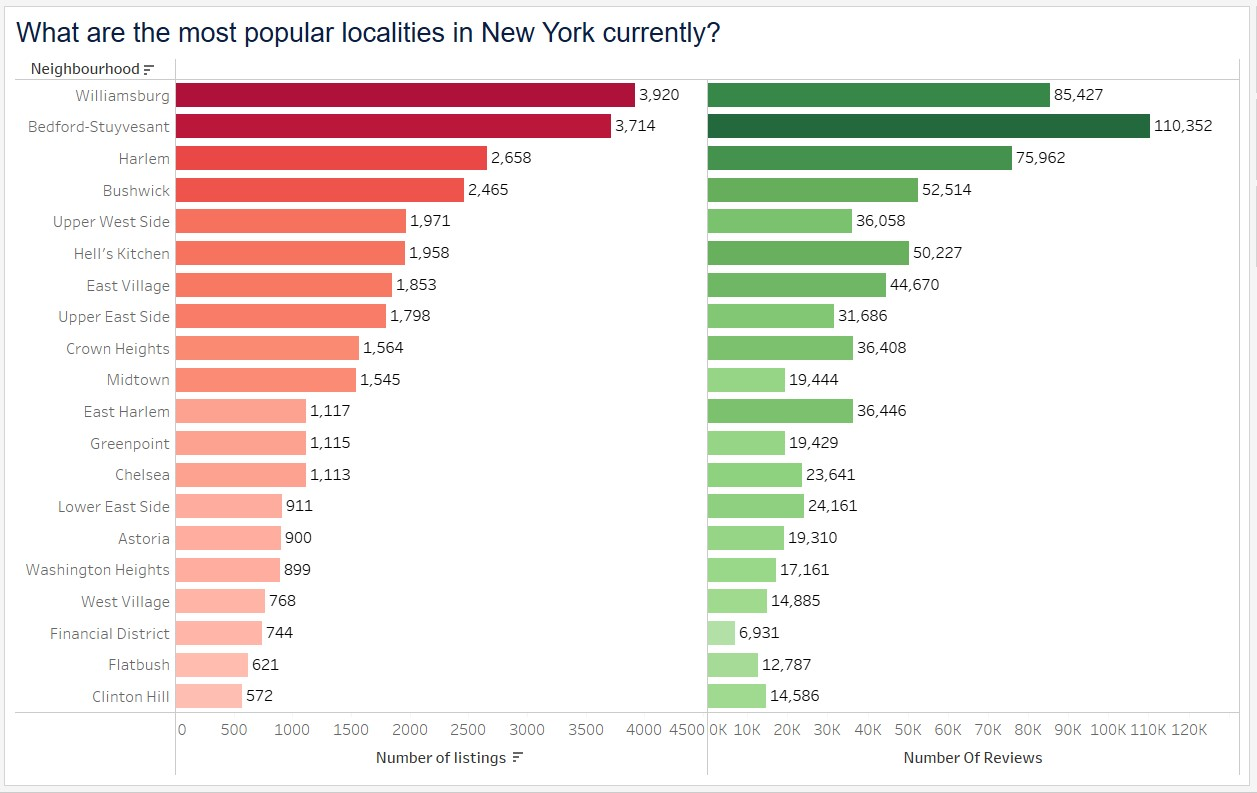 What are the most popular localities in New York currently?
Neighbourhood
Williamsburg 3,920 85,427
Bedford-Stuyvesant 3,714 110,352
Harlem 2,658 75,962
Bushwick 2,465 52,514
Upper West Side 1,971 36,058
Hell's Kitchen 1,958 50,227
East Village 1,853 44,670
Upper East Side 1,798 31,686
Crown Heights 1,564 36,408
Midtown 1,545 19,444
East Harlem 1,117 36,446
Greenpoint 1,115 19,429
Chelsea 1,113 23,641
Lower East Side 911 24,161
Astoria 900 19,310
Washington Heights 899 17,161
West Village 768 14,885
Financial District 744 6,931
Flatbush 621 12,787
Clinton Hill 572 14,586
0 500 1000 1500 2000 2500 3000 3500 4000 4500 0K 10K 20K 30K 40K 50K 60K 70K 80K 90K 100K 110K 120K
Number of listings Number Of Reviews